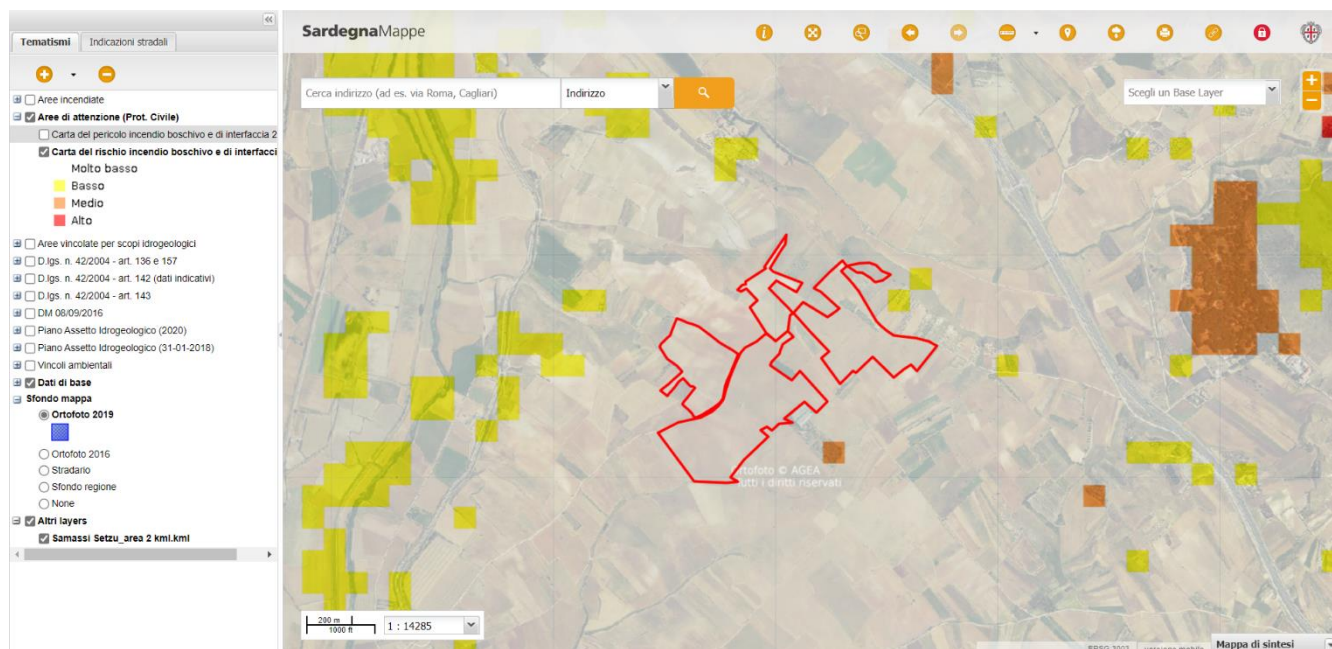 Tematismi
Indicazioni stradali
Aree incendiate
Aree di attenzione (Prot. Civile)
Carta del pericolo incendio boschivo e di interfaccia 2
Carta del rischio incendio boschivo e di interfacci
Molto basso
Basso
Medio
Alto
Aree vincolate per scopi idrogeologici
D.lgs. n. 42/2004 - art. 136 e 157
D.lgs. n. 42/2004 - art. 142 (dati indicativi)
D.lgs. n. 42/2004 - art. 143
DM 08/09/2016
Piano Assetto Idrogeologico (2020)
Piano Assetto Idrogeologico (31-01-2018)
Vincoli ambientali
Dati di base
Sfondo mappa
Ortofoto 2019
Ortofoto 2016
Stradario
Sfondo regione
None
Altri layers
Samassi Setzu_area 2 kml.kml
SardegnaMappe
Cerca indirizzo (ad es. via Roma, Cagliari)
Indirizzo
Scegli un Base Layer
Ortofoto © AGEA
Tutti i diritti riservati
200 m
1000 ft
1 : 14285
Mappa di sintesi